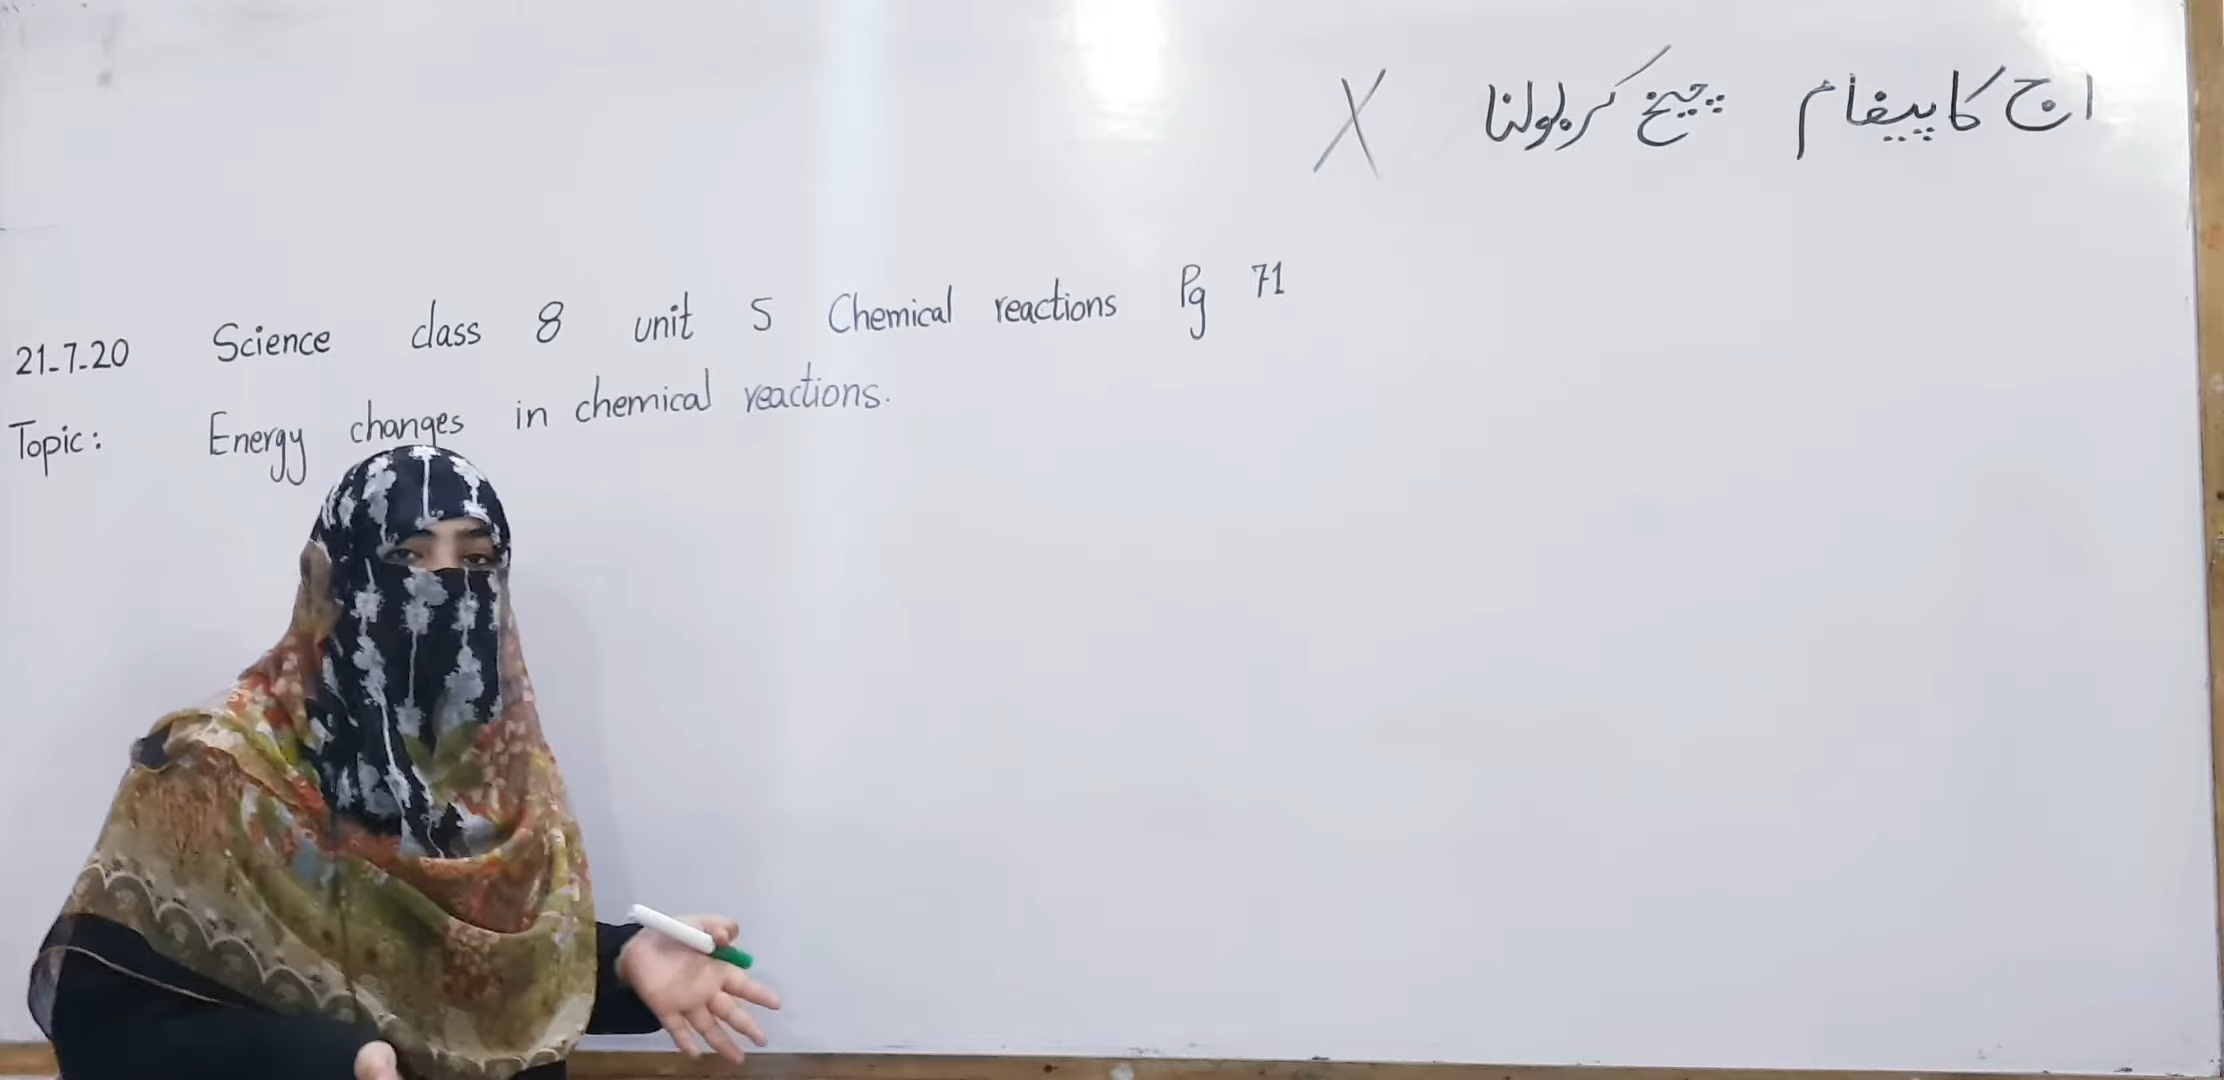 اج کا پیغام چیخ کر بولنا X
21-7-20 Science class 8 unit 5 Chemical reactions Pg 71
Topic: Energy changes in chemical reactions.